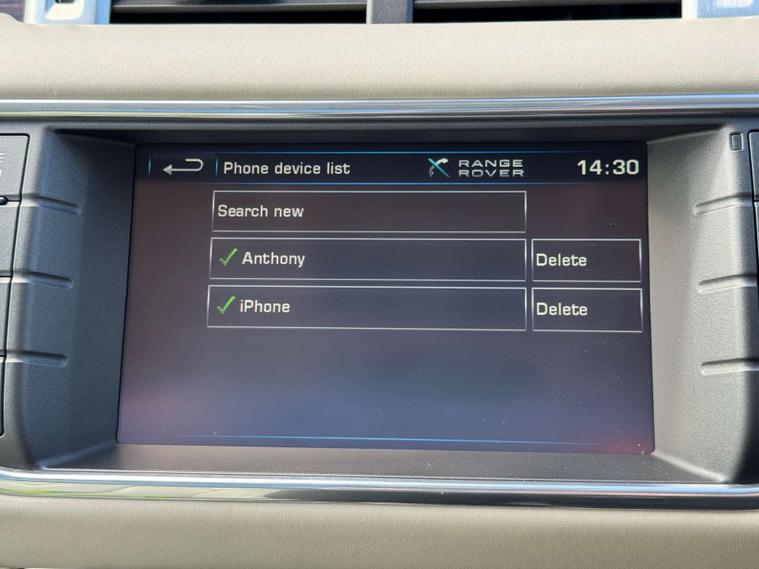 Phone device list
RANGE
ROVER
14:30
Search new
Anthony
Delete
iPhone
Delete